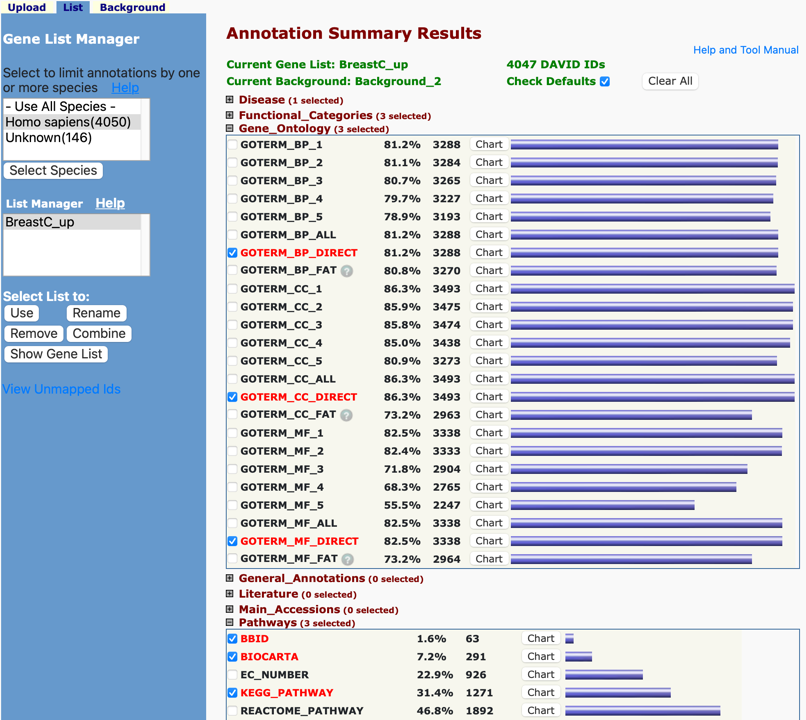 Upload List Background
Gene List Manager
Select to limit annotations by one
or more species Help
- Use All Species -
Homo sapiens(4050)
Unknown(146)
Select Species
List Manager Help
BreastC_up
Select List to:
Use Rename
Remove Combine
Show Gene List
View Unmapped Ids
Annotation Summary Results
Help and Tool Manual
Current Gene List: BreastC_up 4047 DAVID IDs
Current Background: Background_2 Check Defaults Clear All
Disease (1 selected)
Functional_Categories (3 selected)
Gene_Ontology (3 selected)
GOTERM_BP_1 81.2% 3288 Chart
GOTERM_BP_2 81.1% 3284 Chart
GOTERM_BP_3 80.7% 3265 Chart
GOTERM_BP_4 79.7% 3227 Chart
GOTERM_BP_5 78.9% 3193 Chart
GOTERM_BP_ALL 81.2% 3288 Chart
GOTERM_BP_DIRECT 81.2% 3288 Chart
GOTERM_BP_FAT ? 80.8% 3270 Chart
GOTERM_CC_1 86.3% 3493 Chart
GOTERM_CC_2 85.9% 3475 Chart
GOTERM_CC_3 85.8% 3474 Chart
GOTERM_CC_4 85.0% 3438 Chart
GOTERM_CC_5 80.9% 3273 Chart
GOTERM_CC_ALL 86.3% 3493 Chart
GOTERM_CC_DIRECT 86.3% 3493 Chart
GOTERM_CC_FAT ? 73.2% 2963 Chart
GOTERM_MF_1 82.5% 3338 Chart
GOTERM_MF_2 82.4% 3333 Chart
GOTERM_MF_3 71.8% 2904 Chart
GOTERM_MF_4 68.3% 2765 Chart
GOTERM_MF_5 55.5% 2247 Chart
GOTERM_MF_ALL 82.5% 3338 Chart
GOTERM_MF_DIRECT 82.5% 3338 Chart
GOTERM_MF_FAT ? 73.2% 2964 Chart
General_Annotations (0 selected)
Literature (0 selected)
Main_Accessions (0 selected)
Pathways (3 selected)
BBID 1.6% 63 Chart
BIOCARTA 7.2% 291 Chart
EC_NUMBER 22.9% 926 Chart
KEGG_PATHWAY 31.4% 1271 Chart
REACTOME_PATHWAY 46.8% 1892 Chart